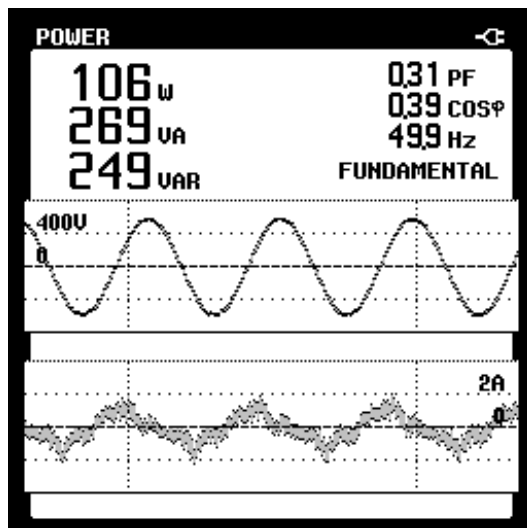 POWER
106 W
0,31 PF
269 VA
0,39 COSφ
249 VAR
49,9 Hz
FUNDAMENTAL
400V
0
2A
0